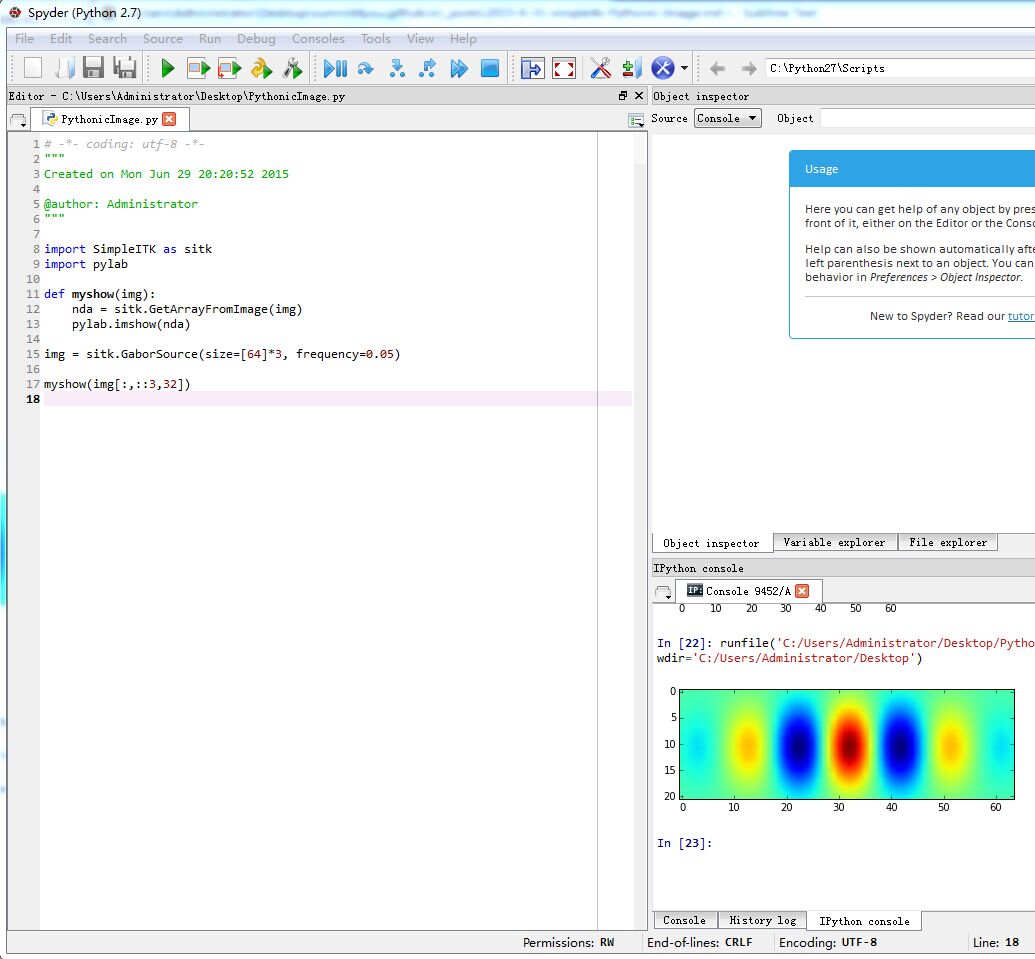 Spyder (Python 2.7)
File Edit Search Source Run Debug Consoles Tools View Help
C:\Python27\Scripts
Editor - C:\Users\Administrator\Desktop\PythonicImage.py
PythonicImage.py
1 # -*- coding: utf-8 -*-
2 """
3 Created on Mon Jun 29 20:20:52 2015
4
5 @author: Administrator
6 """
7
8 import SimpleITK as sitk
9 import pylab
10
11 def myshow(img):
12 nda = sitk.GetArrayFromImage(img)
13 pylab.imshow(nda)
14
15 img = sitk.GaborSource(size=[64]*3, frequency=0.05)
16
17 myshow(img[:,::3,32])
18
Object inspector
Source Console Object
Usage
Here you can get help of any object by pres
front of it, either on the Editor or the Conso
Help can also be shown automatically afte
left parenthesis next to an object. You can
behavior in Preferences > Object Inspector.
New to Spyder? Read our tutor
Object inspector Variable explorer File explorer
IPython console
IP: Console 9452/A
0 10 20 30 40 50 60
In [22]: runfile('C:/Users/Administrator/Desktop/Pytho
wdir='C:/Users/Administrator/Desktop')
0
5
10
15
20
0 10 20 30 40 50 60
In [23]:
Console History log IPython console
Permissions: RW End-of-lines: CRLF Encoding: UTF-8 Line: 18